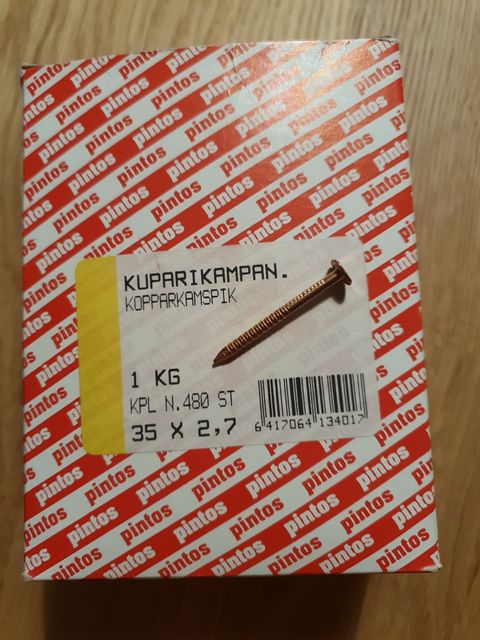 pintos
KUPARIKAMPAN.
KOPPARKAMSPIK
1 KG
KPL N.480 ST
35 X 2,7
6 417064 134017